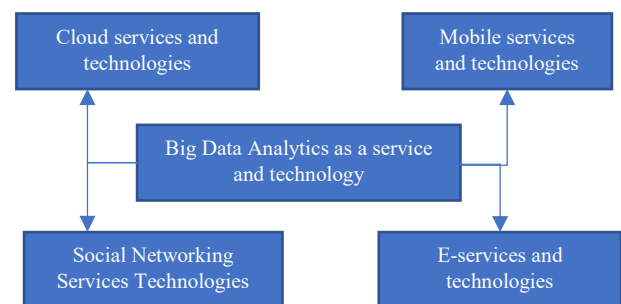 Cloud services and
technologies
Mobile services
and technologies
Big Data Analytics as a service
and technology
Social Networking
Services Technologies
E-services and
technologies